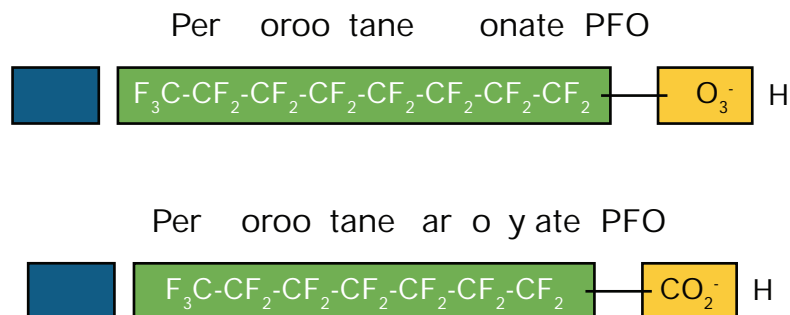 Per oroo tane onate PFO
F₃C-CF₂-CF₂-CF₂-CF₂-CF₂-CF₂-CF₂ O₃⁻ H
Per oroo tane ar o y ate PFO
F₃C-CF₂-CF₂-CF₂-CF₂-CF₂-CF₂ CO₂⁻ H